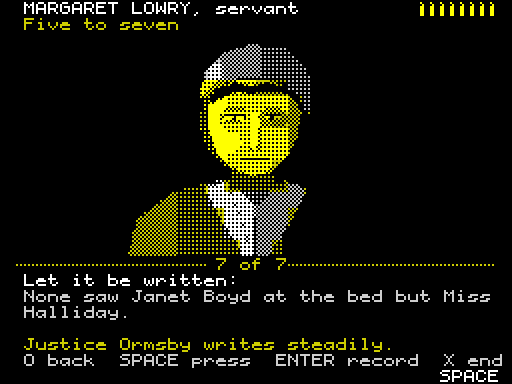 MARGARET LOWRY, servant
Five to seven
7 of 7
Let it be written:
None saw Janet Boyd at the bed but Miss
Halliday.
Justice Ormsby writes steadily.
O back  SPACE press  ENTER record  X end
SPACE